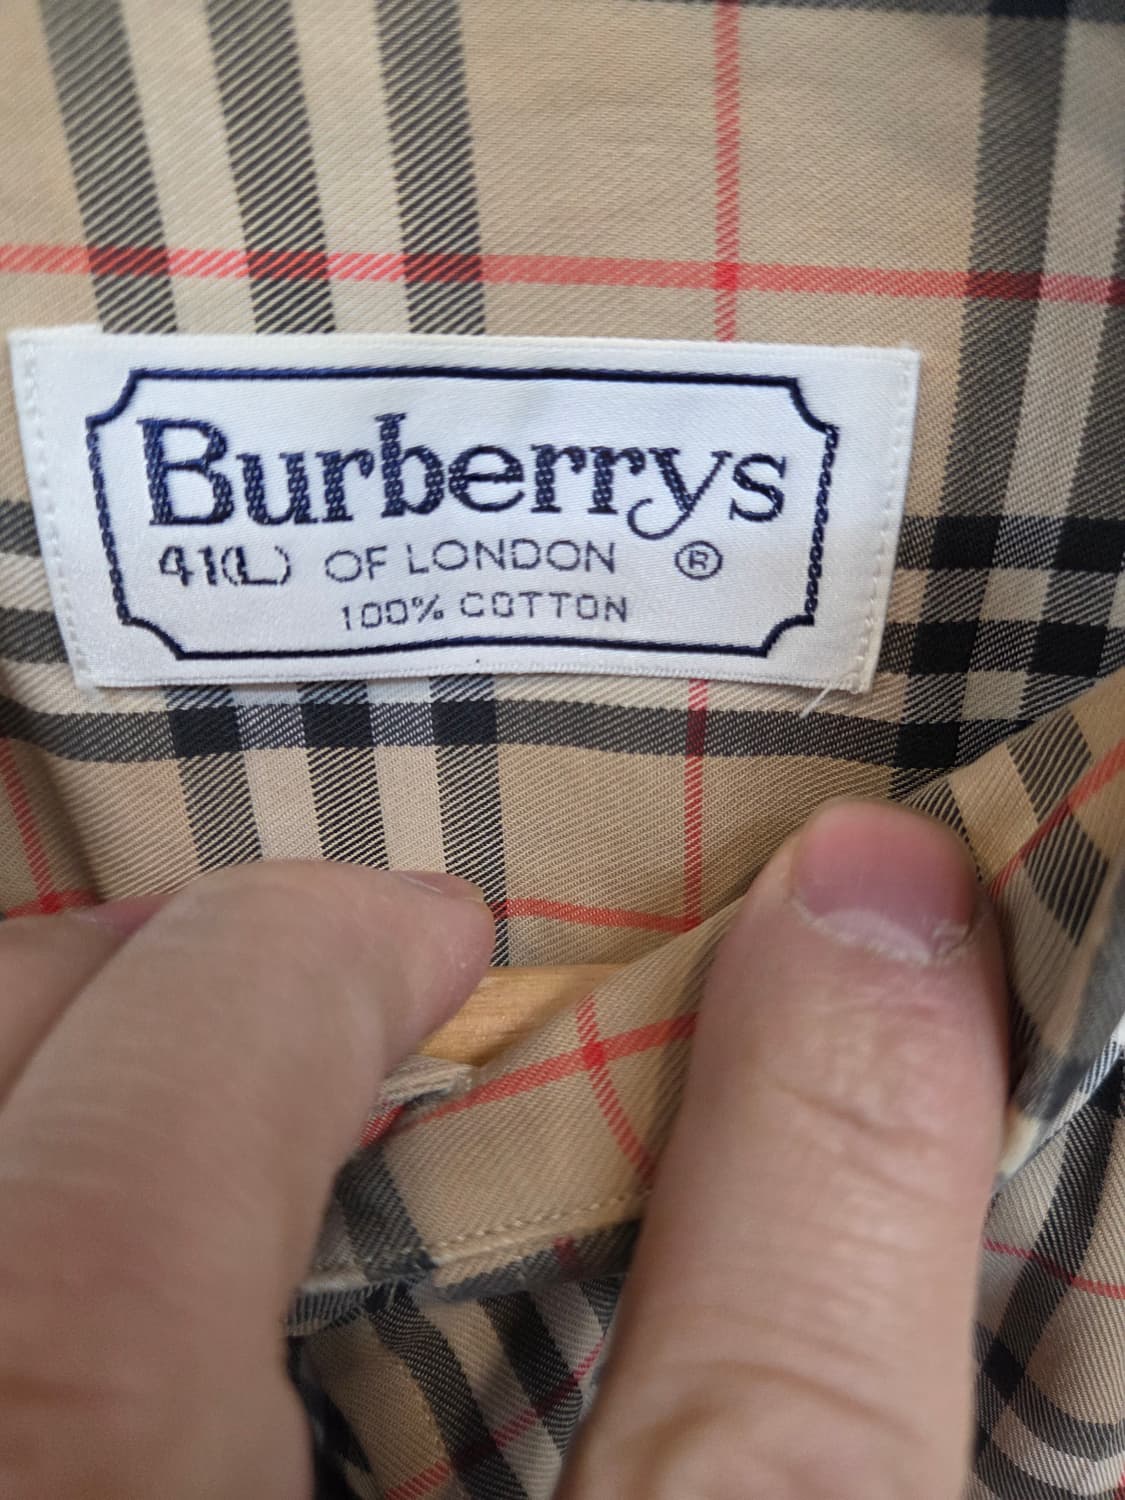 Burberrys
41(L) OF LONDON ®
100% COTTON